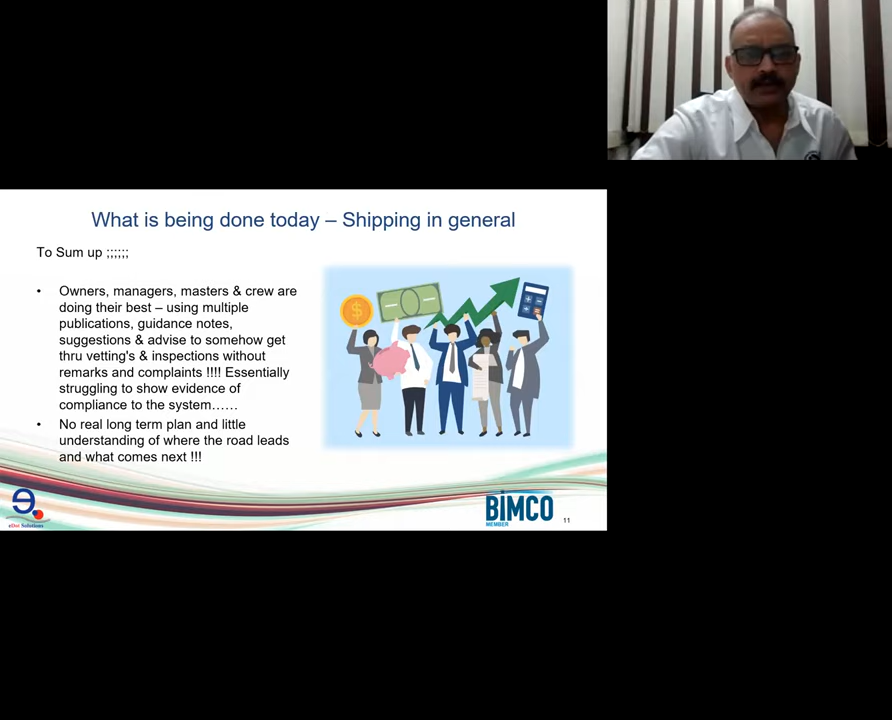 What is being done today – Shipping in general
To Sum up ;;;;;;
• Owners, managers, masters & crew are
doing their best – using multiple
publications, guidance notes,
suggestions & advise to somehow get
thru vetting's & inspections without
remarks and complaints !!!! Essentially
struggling to show evidence of
compliance to the system……
• No real long term plan and little
understanding of where the road leads
and what comes next !!!
eDoc Solutions
BIMCO
MEMBER
11